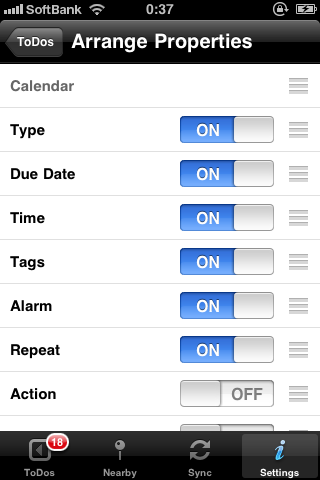 SoftBank 0:37
ToDos Arrange Properties
Calendar
Type ON
Due Date ON
Time ON
Tags ON
Alarm ON
Repeat ON
Action OFF
18
ToDos Nearby Sync Settings